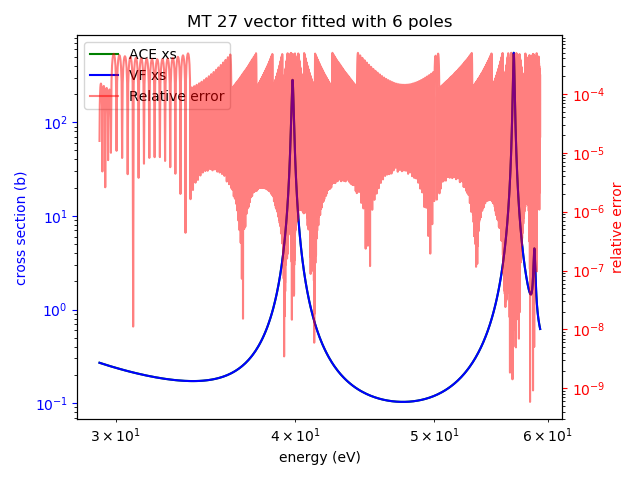 MT 27 vector fitted with 6 poles
ACE xs
VF xs
Relative error
10²
10¹
10⁰
10⁻¹
cross section (b)
10⁻⁴
10⁻⁵
10⁻⁶
10⁻⁷
10⁻⁸
10⁻⁹
relative error
3 × 10¹ 4 × 10¹ 5 × 10¹ 6 × 10¹
energy (eV)